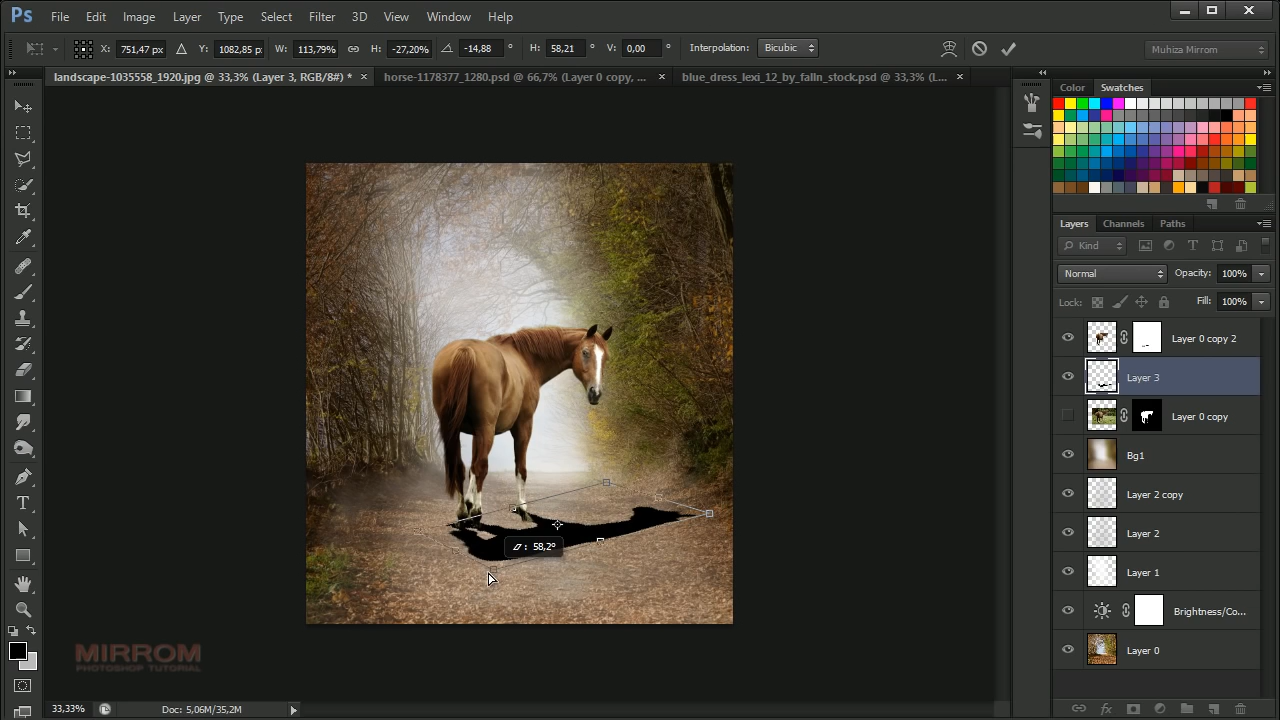 Ps File Edit Image Layer Type Select Filter 3D View Window Help
X: 751,47 px Y: 1082,85 p: W: 113,79% H: -27,20% -14,88 ° H: 58,21 ° V: 0,00 ° Interpolation: Bicubic Muhiza Mirrom
landscape-1035558_1920.jpg @ 33,3% (Layer 3, RGB/8#) * × horse-1178377_1280.psd @ 66,7% (Layer 0 copy, ... × blue_dress_lexi_12_by_falln_stock.psd @ 33,3% (L... ×
Color Swatches
Layers Channels Paths
Kind
Normal Opacity: 100%
Lock: Fill: 100%
Layer 0 copy 2
Layer 3
Layer 0 copy
Bg1
Layer 2 copy
Layer 2
Layer 1
Brightness/Co...
Layer 0
: 58,2°
MIRROM
PHOTOSHOP TUTORIAL
33,33% Doc: 5,06M/35,2M
fx